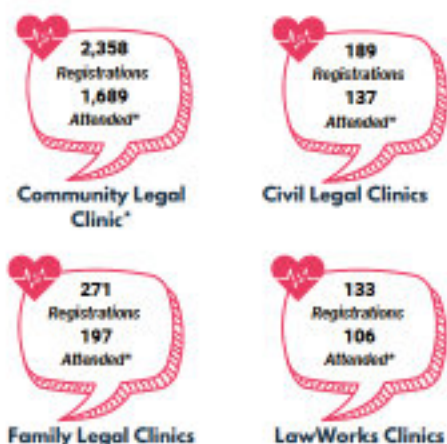 2,358
Registrations
1,689
Attended*
Community Legal
Clinic*
189
Registrations
137
Attended*
Civil Legal Clinics
271
Registrations
197
Attended*
Family Legal Clinics
133
Registrations
106
Attended*
LawWorks Clinics